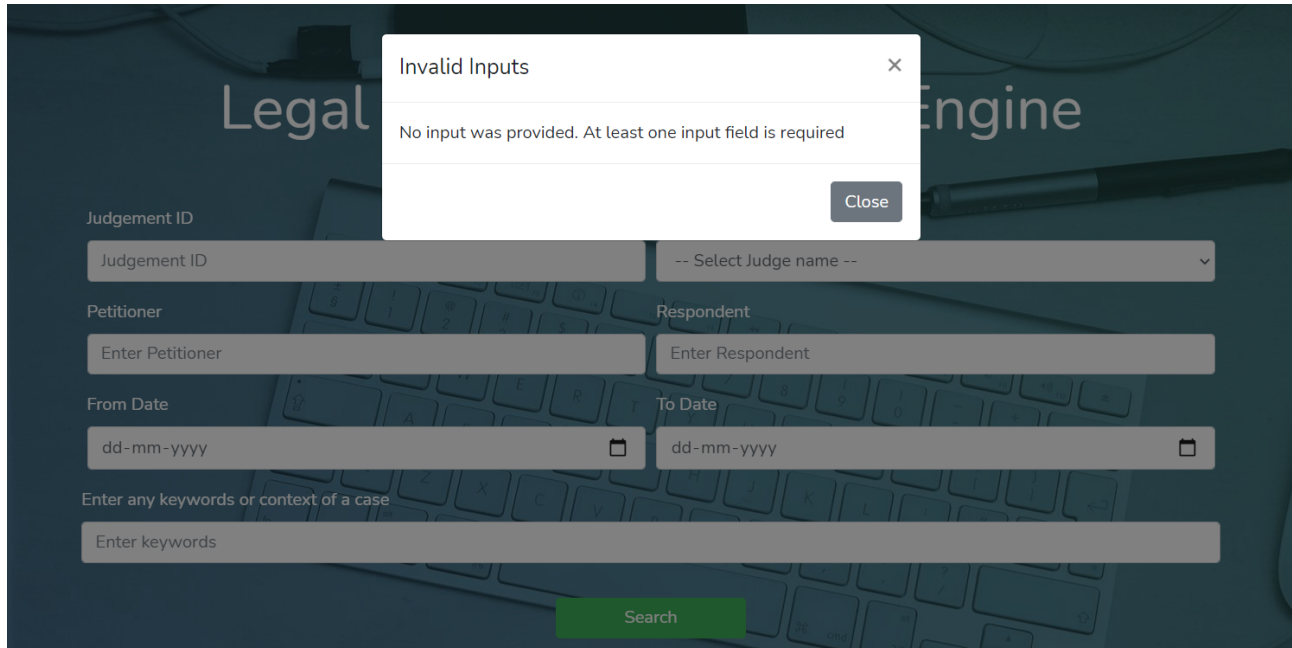 Invalid Inputs ×
No input was provided. At least one input field is required
Close
Legal Engine
Judgement ID
Judgement ID -- Select Judge name --
Petitioner Respondent
Enter Petitioner Enter Respondent
From Date To Date
dd-mm-yyyy dd-mm-yyyy
Enter any keywords or context of a case
Enter keywords
Search